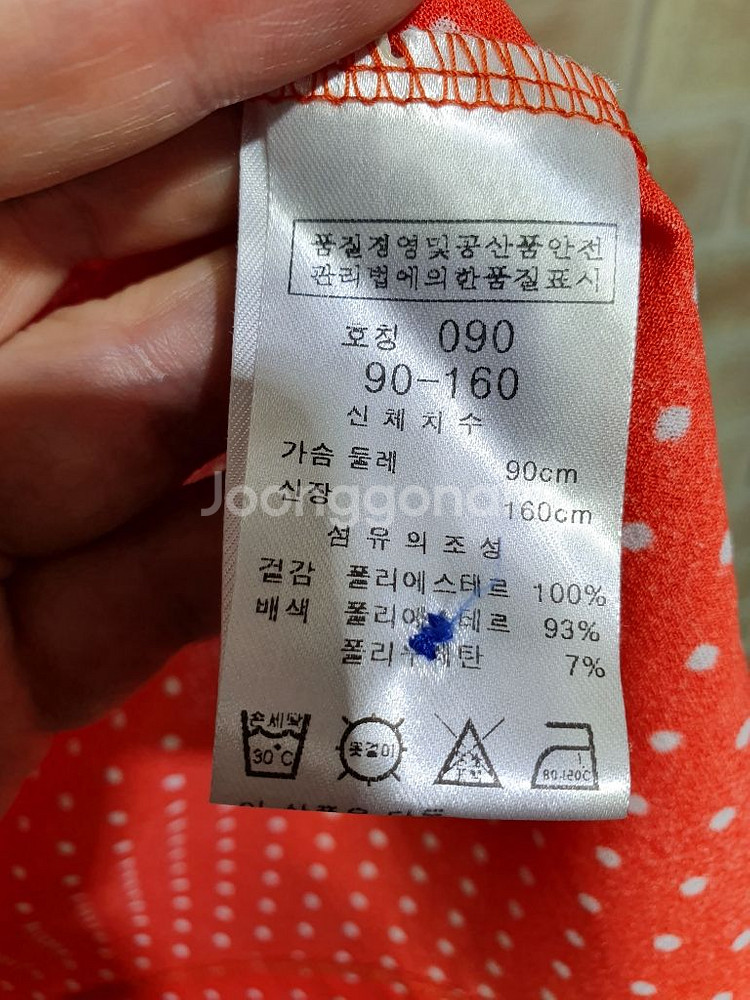 품질경영및공산품안전
관리법에의한품질표시
호칭 090
90-160
신체치수
가슴 둘레 90cm
신장 160cm
Joonggona
섬유의조성
겉감 폴리에스테르 100%
배색 폴리에스테르 93%
폴리우레탄 7%
손세탁
30°C
옷걸이
80-120C